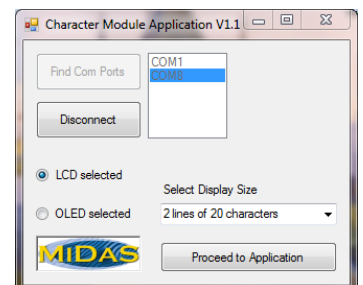 Character Module Application V1.1
Find Com Ports
COM1
COM8
Disconnect
LCD selected
Select Display Size
OLED selected
2 lines of 20 characters
MIDAS
Proceed to Application